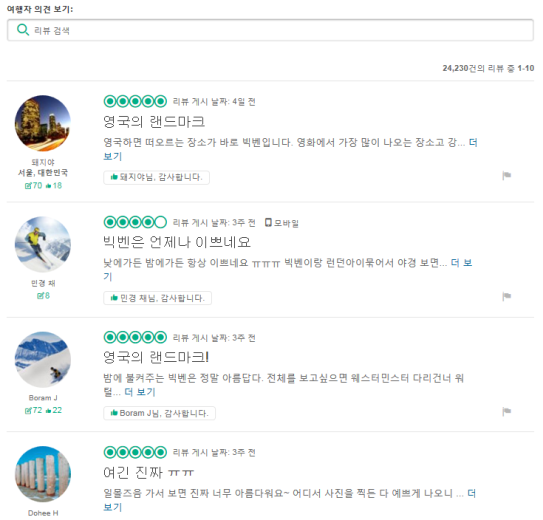 여행자 의견 보기:
리뷰 검색
24,230건의 리뷰 중 1-10
리뷰 게시 날짜: 4일 전
영국의 랜드마크
영국하면 떠오르는 장소가 바로 빅벤입니다. 영화에서 가장 많이 나오는 장소고 강... 더
보기
돼지야님, 감사합니다.
돼지야
서울, 대한민국
70 18
리뷰 게시 날짜: 3주 전 모바일
빅벤은 언제나 이쁘네요
낮에가든 밤에가든 항상 이쁘네요 ㅠㅠㅠ 빅벤이랑 런던아이묶어서 야경 보면... 더 보
기
민경 채님, 감사합니다.
민경 채
8
리뷰 게시 날짜: 3주 전
영국의 랜드마크!
밤에 불켜주는 빅벤은 정말 아름답다. 전체를 보고싶으면 웨스터민스터 다리건너 워
털... 더 보기
Boram J님, 감사합니다.
Boram J
72 22
리뷰 게시 날짜: 3주 전
여긴 진짜 ㅠㅠ
일몰즈음 가서 보면 진짜 너무 아름다워요~ 어디서 사진을 찍든 다 예쁘게 나오니 ... 더
보기
Dohee H